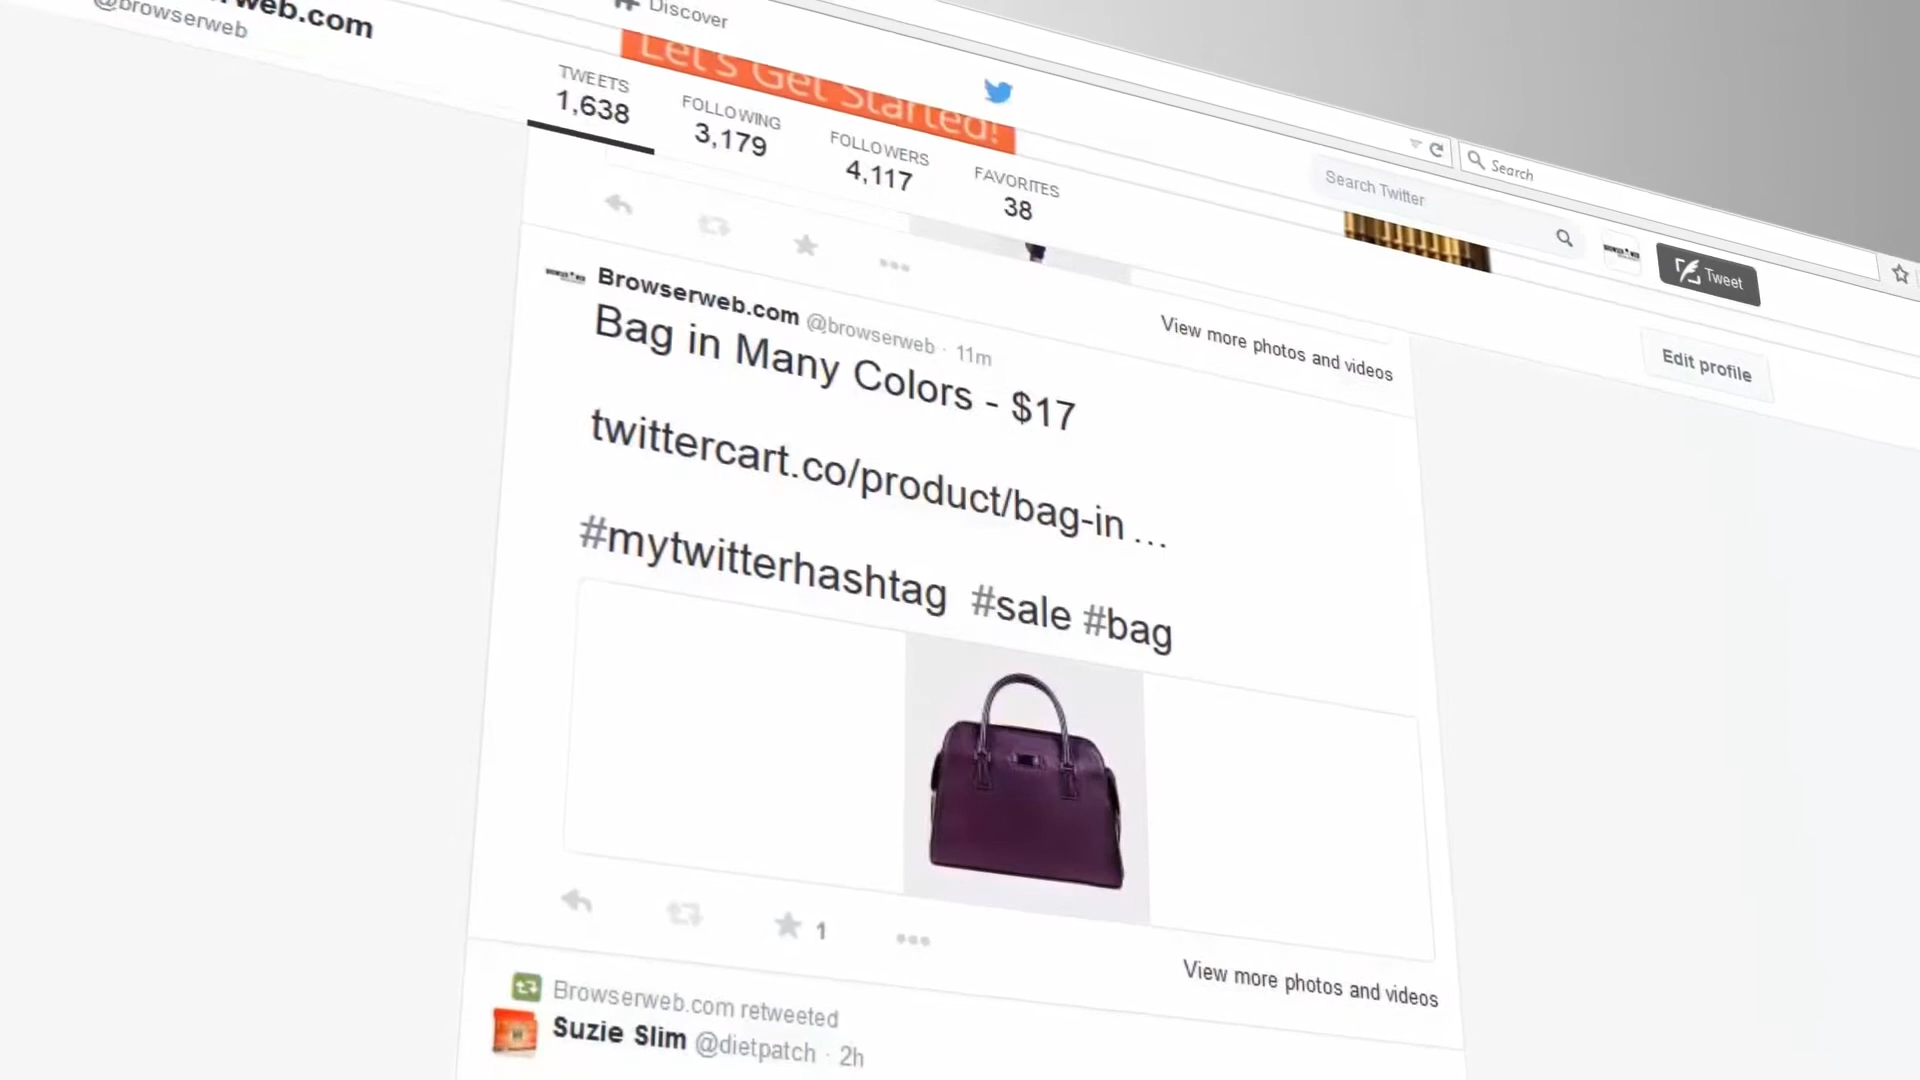 Discover
web.com
@browserweb
Let's Get Started!
TWEETS
1,638
FOLLOWING
3,179
FOLLOWERS
4,117
FAVORITES
38
Search
Search Twitter
Tweet
Edit profile
View more photos and videos
Browserweb.com @browserweb · 11m
Bag in Many Colors - $17
twittercart.co/product/bag-in ...
#mytwitterhashtag #sale #bag
1
View more photos and videos
Browserweb.com retweeted
Suzie Slim @dietpatch · 2h